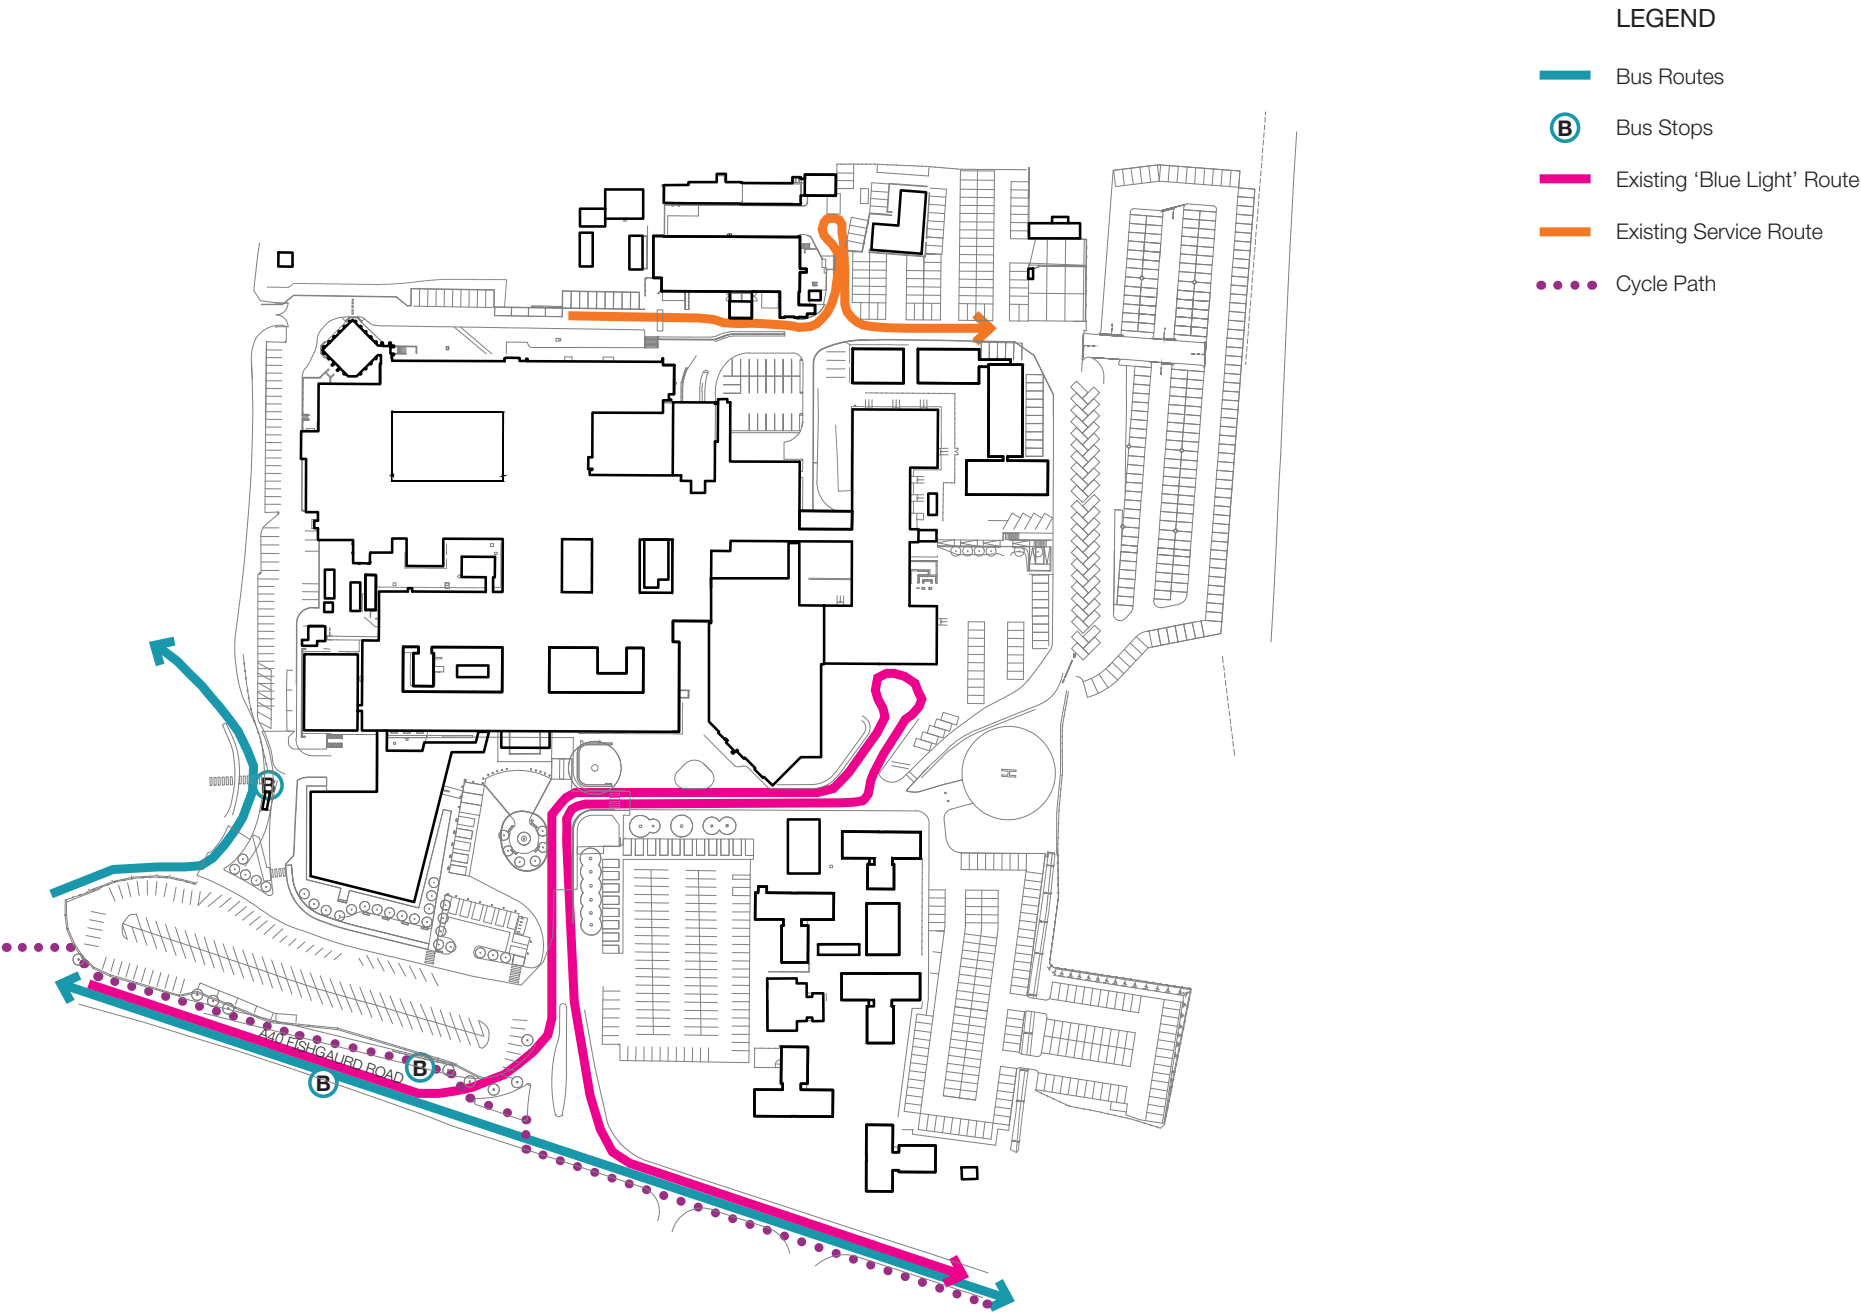 LEGEND
Bus Routes
B
Bus Stops
Existing ‘Blue Light’ Route
Existing Service Route
Cycle Path
H
B
A40 FISHGAURD ROAD
B
B